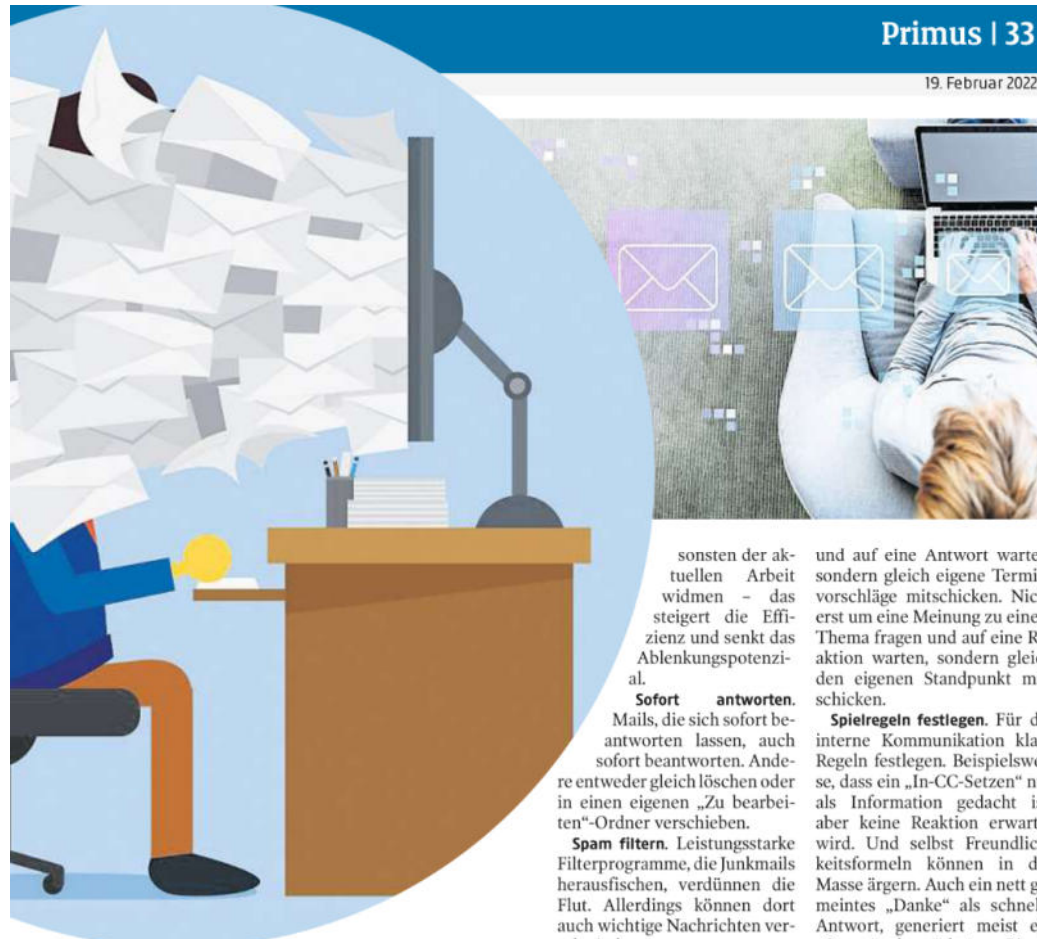 Primus | 33
19. Februar 2022
sonsten der ak-
tuellen Arbeit
widmen – das
steigert die Effi-
zienz und senkt das
Ablenkungspotenzi-
al.
Sofort antworten.
Mails, die sich sofort be-
antworten lassen, auch
sofort beantworten. Ande-
re entweder gleich löschen oder
in einen eigenen „Zu bearbei-
ten“-Ordner verschieben.
Spam filtern. Leistungsstarke
Filterprogramme, die Junkmails
herausfischen, verdünnen die
Flut. Allerdings können dort
auch wichtige Nachrichten ver-
und auf eine Antwort warte
sondern gleich eigene Termi
vorschläge mitschicken. Nic
erst um eine Meinung zu eine
Thema fragen und auf eine R
aktion warten, sondern gleic
den eigenen Standpunkt m
schicken.
Spielregeln festlegen. Für d
interne Kommunikation kla
Regeln festlegen. Beispielswe
se, dass ein „In-CC-Setzen“ n
als Information gedacht is
aber keine Reaktion erwart
wird. Und selbst Freundlic
keitsformeln können in d
Masse ärgern. Auch ein nett g
meintes „Danke“ als schnel
Antwort, generiert meist e